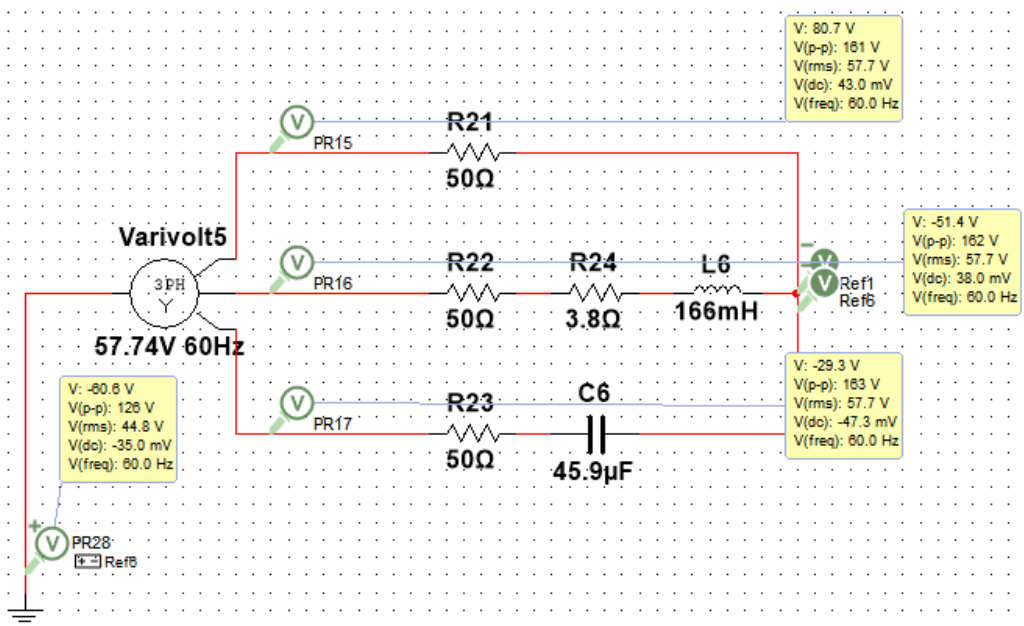 V: 80.7 V
V(p-p): 161 V
V(rms): 57.7 V
V(dc): 43.0 mV
V(freq): 60.0 Hz
V
PR15
R21
50Ω
Varivolt5
3PH
Y
57.74V 60Hz
V
PR16
R22
50Ω
R24
3.8Ω
L6
166mH
V
V
Ref1
Ref6
V: -51.4 V
V(p-p): 162 V
V(rms): 57.7 V
V(dc): 38.0 mV
V(freq): 60.0 Hz
V
PR17
R23
50Ω
C6
45.9µF
V: -29.3 V
V(p-p): 163 V
V(rms): 57.7 V
V(dc): -47.3 mV
V(freq): 60.0 Hz
V: -60.6 V
V(p-p): 126 V
V(rms): 44.8 V
V(dc): -35.0 mV
V(freq): 60.0 Hz
V
PR28
Ref6